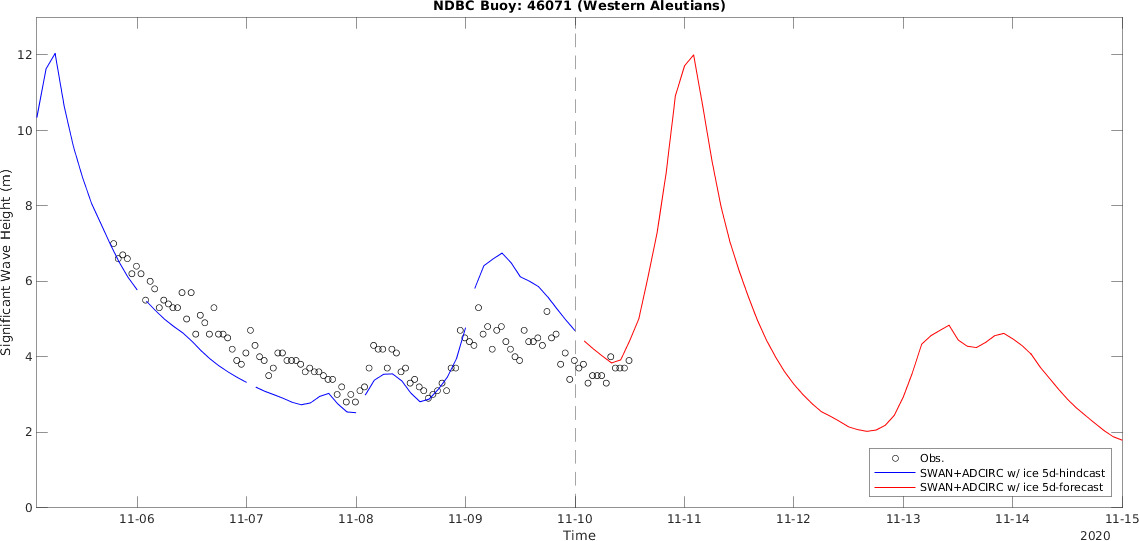 NDBC Buoy: 46071 (Western Aleutians)
Significant Wave Height (m)
12
10
8
6
4
2
0
11-06 11-07 11-08 11-09 11-10 11-11 11-12 11-13 11-14 11-15
Time
2020
Obs.
SWAN+ADCIRC w/ ice 5d-hindcast
SWAN+ADCIRC w/ ice 5d-forecast